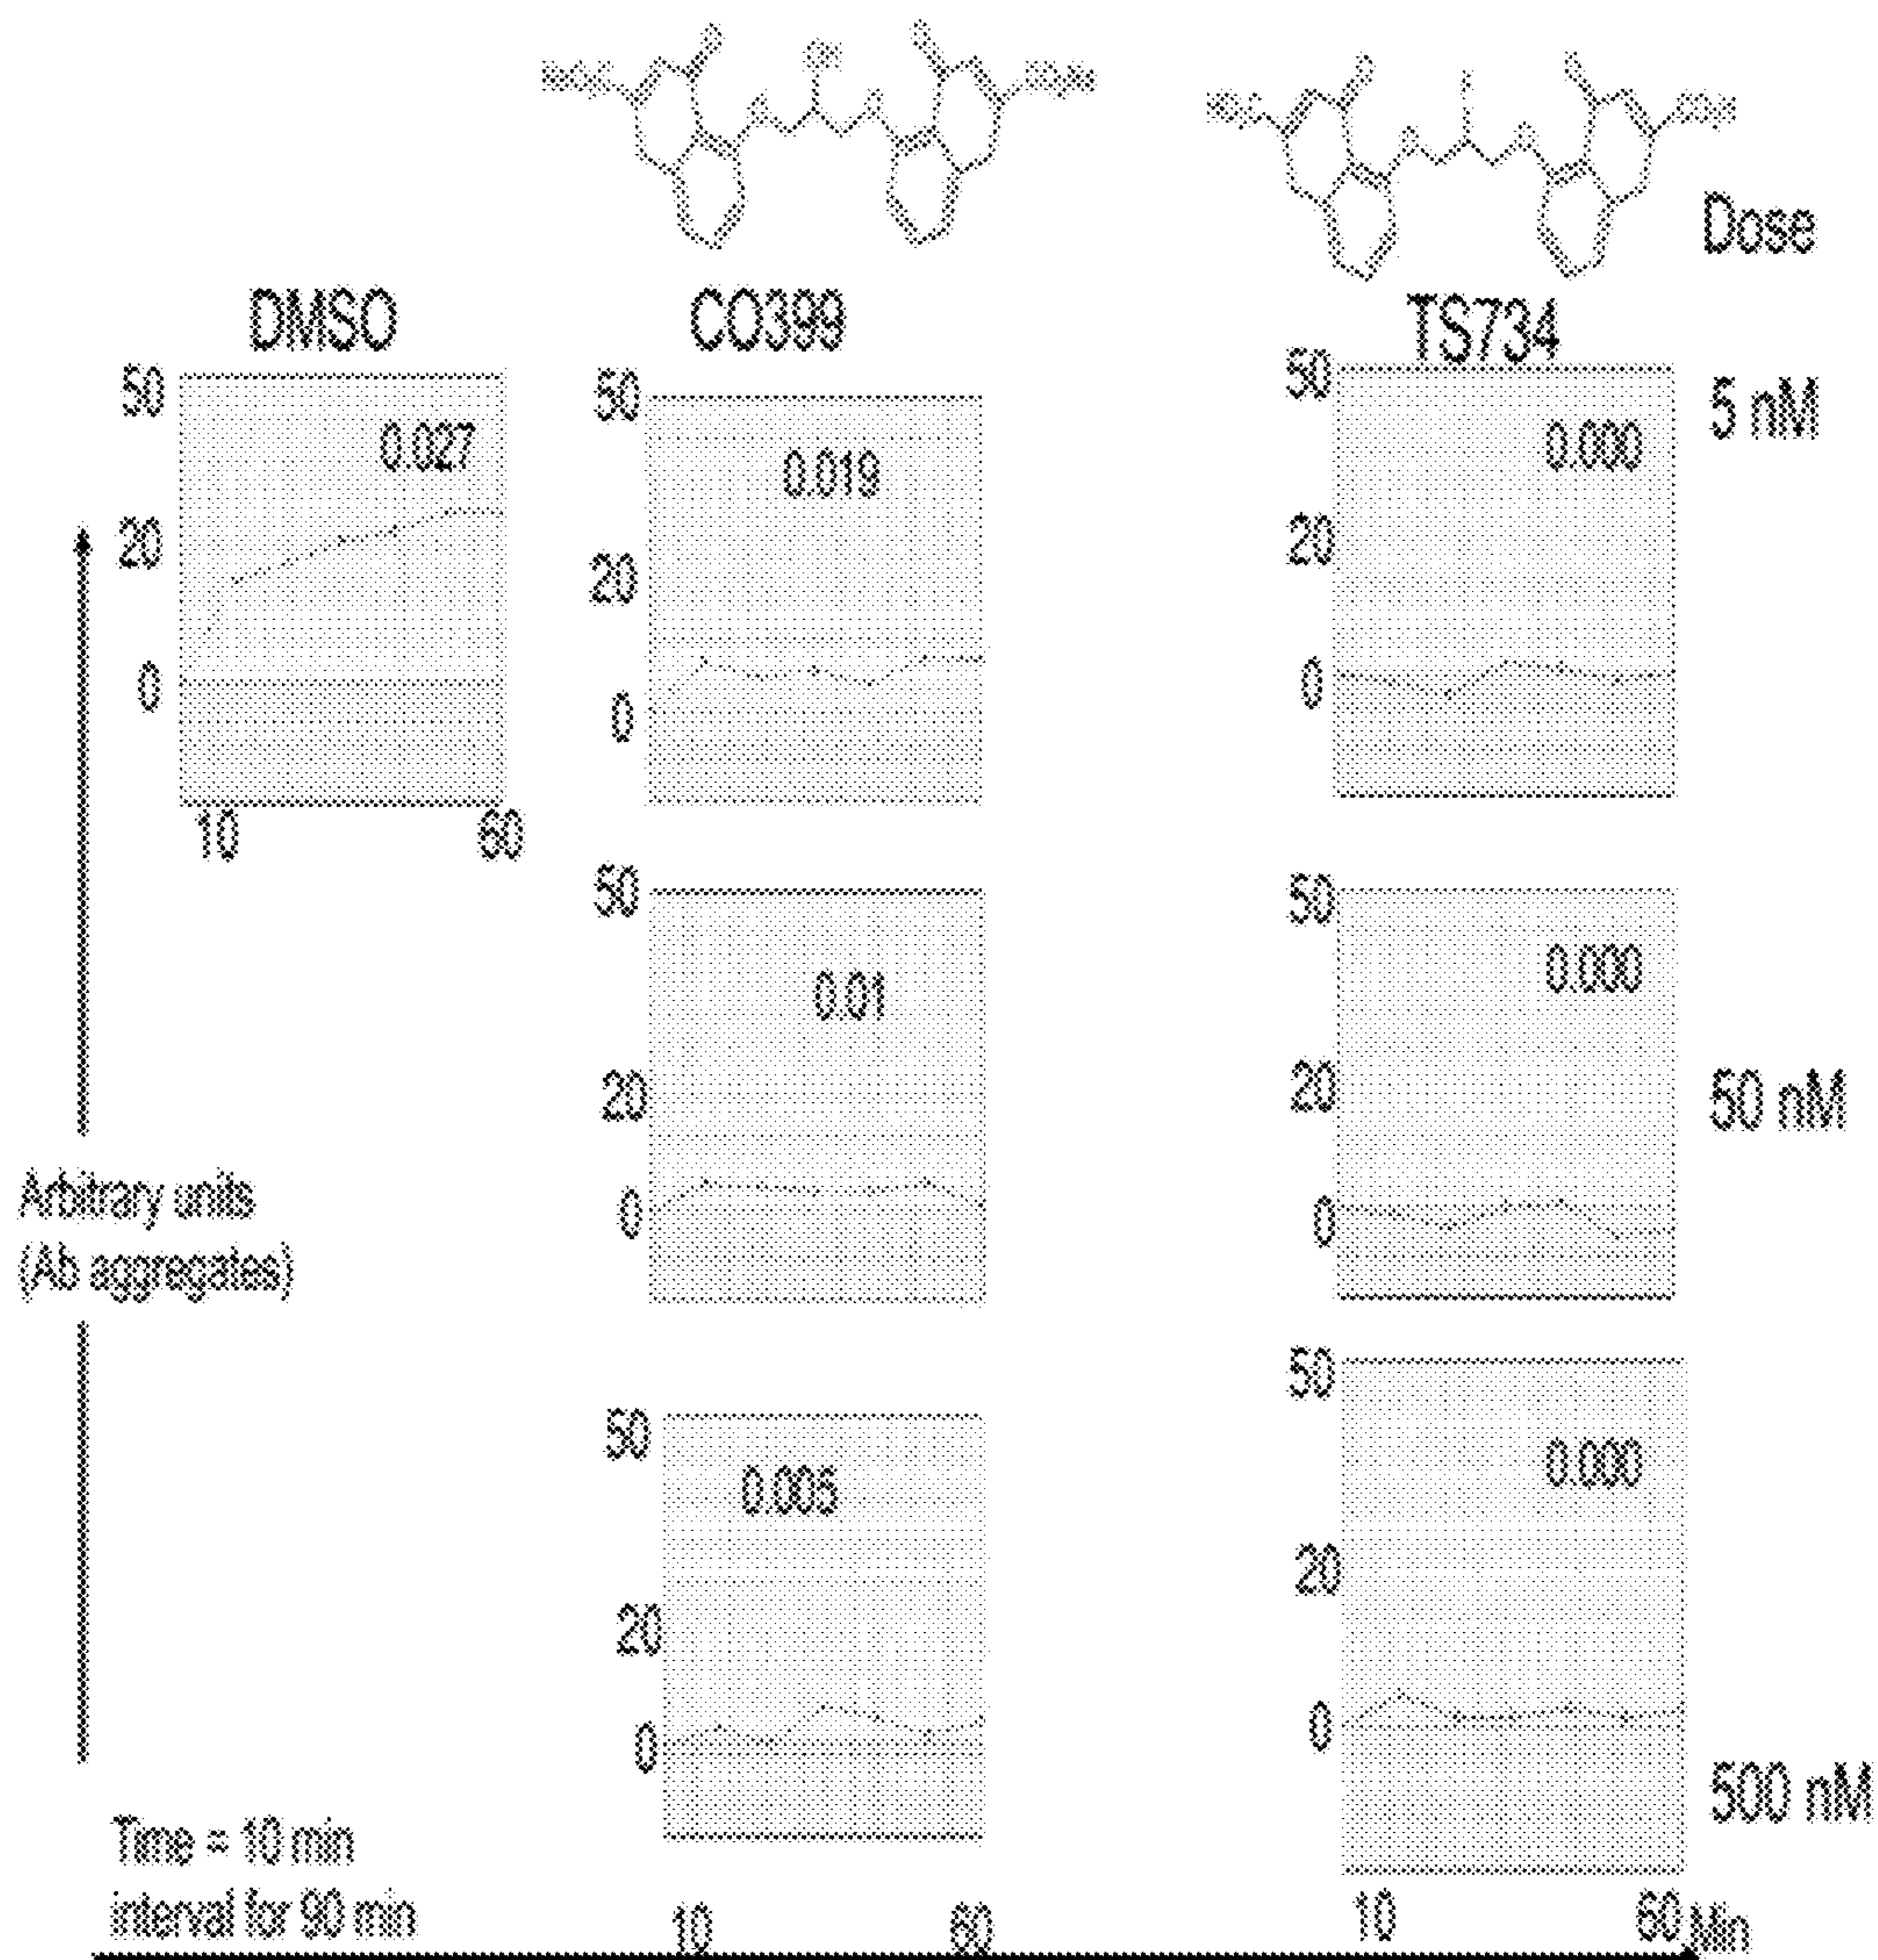 OH
HO₂C
CO₂H
Dose
DMSO
CO399
TS734
50
0.027
20
0
10
60
50
0.019
20
0
50
0.000
20
0
5 nM
50
0.01
20
0
50
0.000
20
0
50 nM
Arbitrary units
(Ab aggregates)
50
0.005
20
0
50
0.000
20
0
500 nM
Time = 10 min
interval for 90 min
10
60
10
60
Min